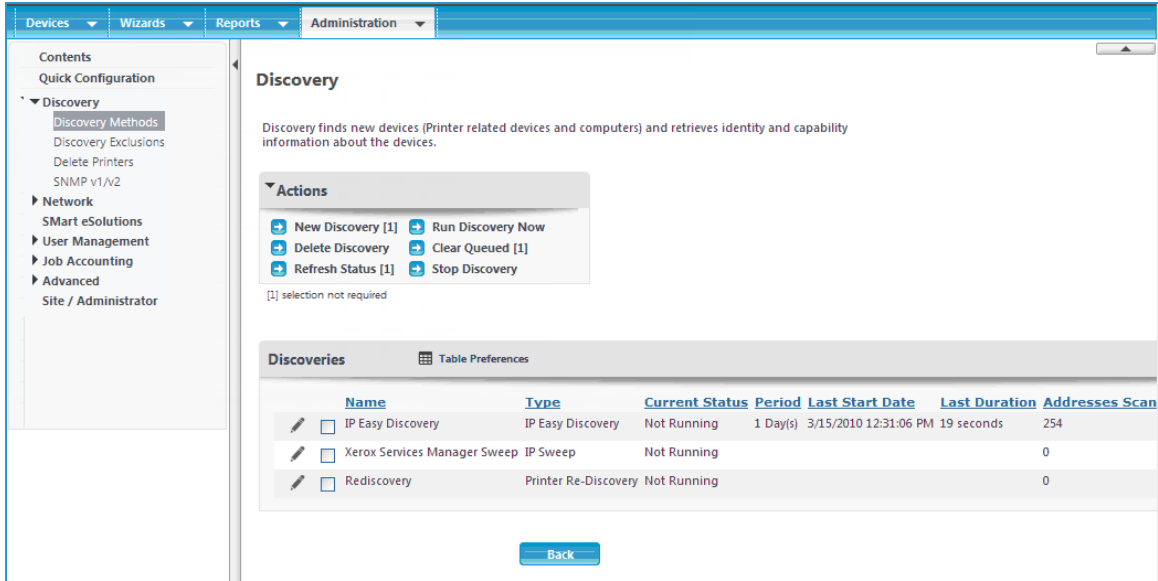 Devices Wizards Reports Administration
Contents
Quick Configuration
Discovery
Discovery Methods
Discovery Exclusions
Delete Printers
SNMP v1/v2
Network
SMart eSolutions
User Management
Job Accounting
Advanced
Site / Administrator
Discovery
Discovery finds new devices (Printer related devices and computers) and retrieves identity and capability
information about the devices.
Actions
New Discovery [1] Run Discovery Now
Delete Discovery Clear Queued [1]
Refresh Status [1] Stop Discovery
[1] selection not required
Discoveries Table Preferences
Name Type Current Status Period Last Start Date Last Duration Addresses Scan
IP Easy Discovery IP Easy Discovery Not Running 1 Day(s) 3/15/2010 12:31:06 PM 19 seconds 254
Xerox Services Manager Sweep IP Sweep Not Running 0
Rediscovery Printer Re-Discovery Not Running 0
Back